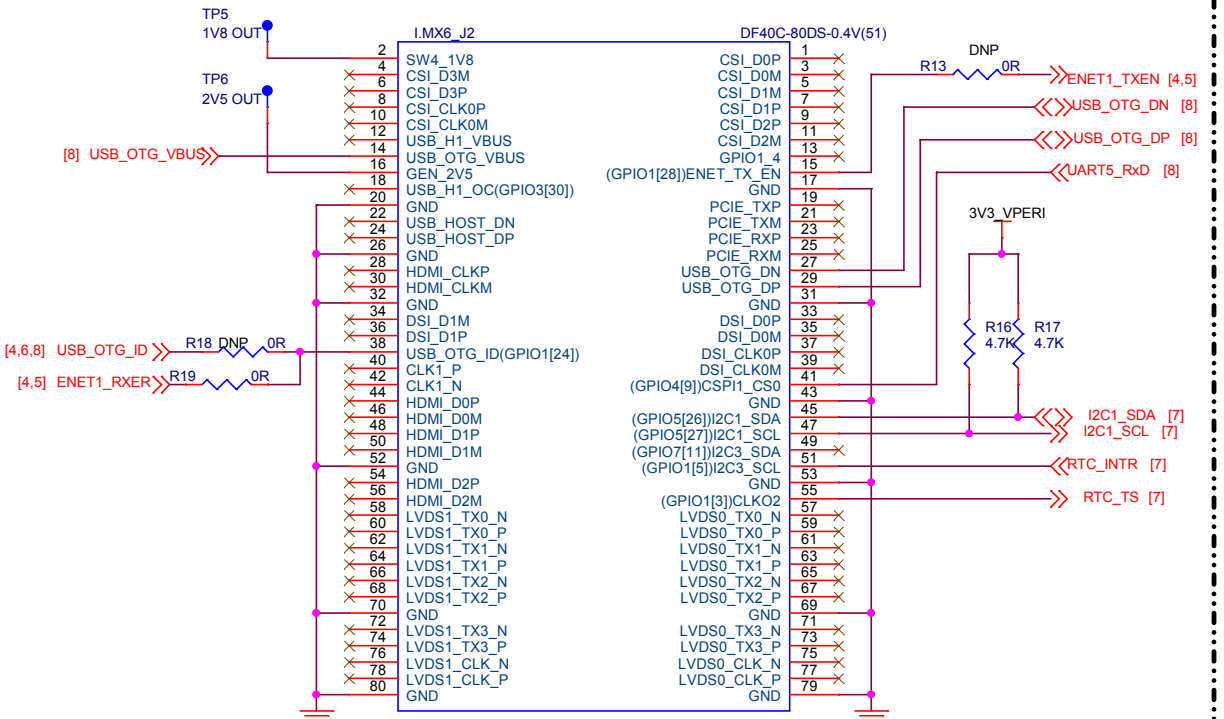 TP5
1V8 OUT
TP6
2V5 OUT
I.MX6_J2
DF40C-80DS-0.4V(51)
2 SW4_1V8
4 CSI_D3M
6 CSI_D3P
8 CSI_CLK0P
10 CSI_CLK0M
12 USB_H1_VBUS
14 USB_OTG_VBUS
16 GEN_2V5
18 USB_H1_OC(GPIO3[30])
20 GND
22 USB_HOST_DN
24 USB_HOST_DP
26 GND
28 HDMI_CLKP
30 HDMI_CLKM
32 GND
34 DSI_D1M
36 DSI_D1P
38 USB_OTG_ID(GPIO1[24])
40 CLK1_P
42 CLK1_N
44 HDMI_D0P
46 HDMI_D0M
48 HDMI_D1P
50 HDMI_D1M
52 GND
54 HDMI_D2P
56 HDMI_D2M
58 LVDS1_TX0_N
60 LVDS1_TX0_P
62 LVDS1_TX1_N
64 LVDS1_TX1_P
66 LVDS1_TX2_N
68 LVDS1_TX2_P
70 GND
72 LVDS1_TX3_N
74 LVDS1_TX3_P
76 LVDS1_CLK_N
78 LVDS1_CLK_P
80 GND
CSI_D0P 1
CSI_D0M 3
CSI_D1M 5
CSI_D1P 7
CSI_D2P 9
CSI_D2M 11
GPIO1_4 13
(GPIO1[28])ENET_TX_EN 15
GND 17
PCIE_TXP 19
PCIE_TXM 21
PCIE_RXP 23
PCIE_RXM 25
USB_OTG_DN 27
USB_OTG_DP 29
GND 31
DSI_D0P 33
DSI_D0M 35
DSI_CLK0P 37
DSI_CLK0M 39
(GPIO4[9])CSPI1_CS0 41
GND 43
(GPIO5[26])I2C1_SDA 45
(GPIO5[27])I2C1_SCL 47
(GPIO7[11])I2C3_SDA 49
(GPIO1[5])I2C3_SCL 51
GND 53
(GPIO1[3])CLKO2 55
LVDS0_TX0_N 57
LVDS0_TX0_P 59
LVDS0_TX1_N 61
LVDS0_TX1_P 63
LVDS0_TX2_N 65
LVDS0_TX2_P 67
GND 69
LVDS0_TX3_N 71
LVDS0_TX3_P 73
LVDS0_CLK_N 75
LVDS0_CLK_P 77
GND 79
[8] USB_OTG_VBUS
[4,6,8] USB_OTG_ID R18 DNP 0R
[4,5] ENET1_RXER R19 0R
DNP
R13 0R
ENET1_TXEN [4,5]
USB_OTG_DN [8]
USB_OTG_DP [8]
UART5_RxD [8]
3V3_VPERI
R16
4.7K
R17
4.7K
I2C1_SDA [7]
I2C1_SCL [7]
RTC_INTR [7]
RTC_TS [7]